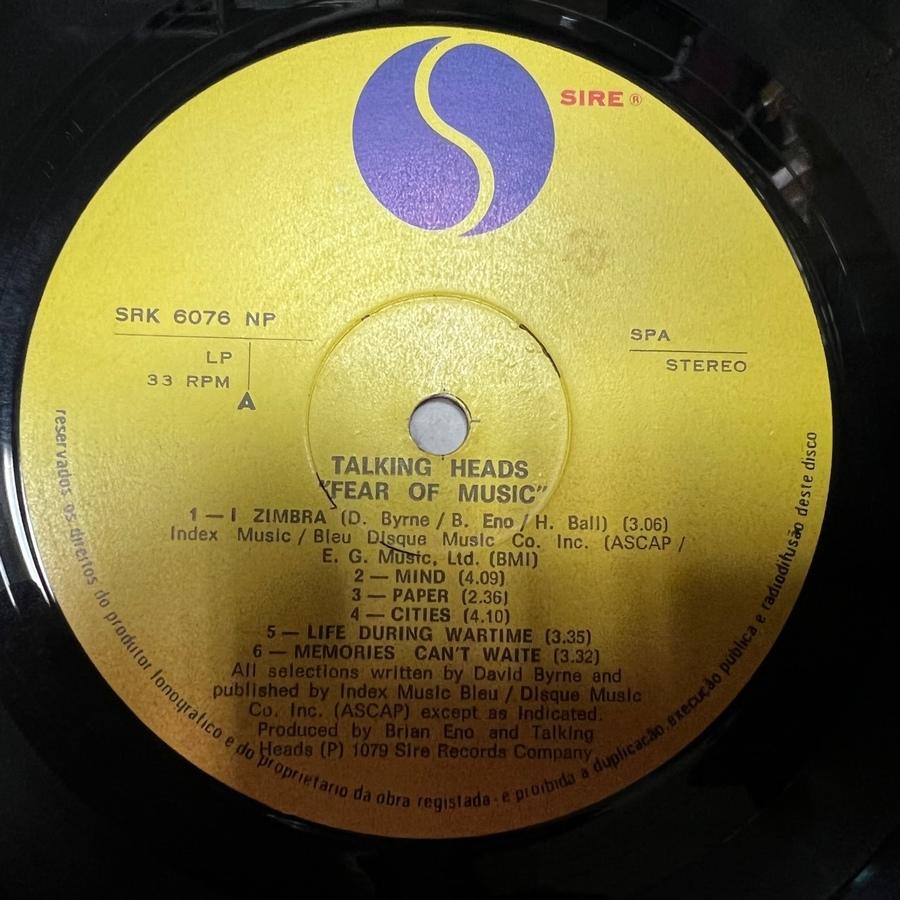 SIRE ®
SRK 6076 NP
LP
33 RPM
A
SPA
STEREO
TALKING HEADS
"FEAR OF MUSIC"
1 — I ZIMBRA (D. Byrne / B. Eno / H. Ball) (3.06)
Index Music / Bleu Disque Music Co. Inc. (ASCAP /
E. G. Music, Ltd. (BMI)
2 — MIND (4.09)
3 — PAPER (2.36)
4 — CITIES (4.10)
5 — LIFE DURING WARTIME (3.35)
6 — MEMORIES CAN'T WAITE (3.32)
All selections written by David Byrne and
published by Index Music Bleu / Disque Music
Co. Inc. (ASCAP) except as Indicated.
Produced by Brian Eno and Talking
Heads (P) 1079 Sire Records Company
reservados os direitos do produtor fonografico e do proprietario da obra registada - e proibida a duplicacão.execucão publica e radiodifusão deste disco